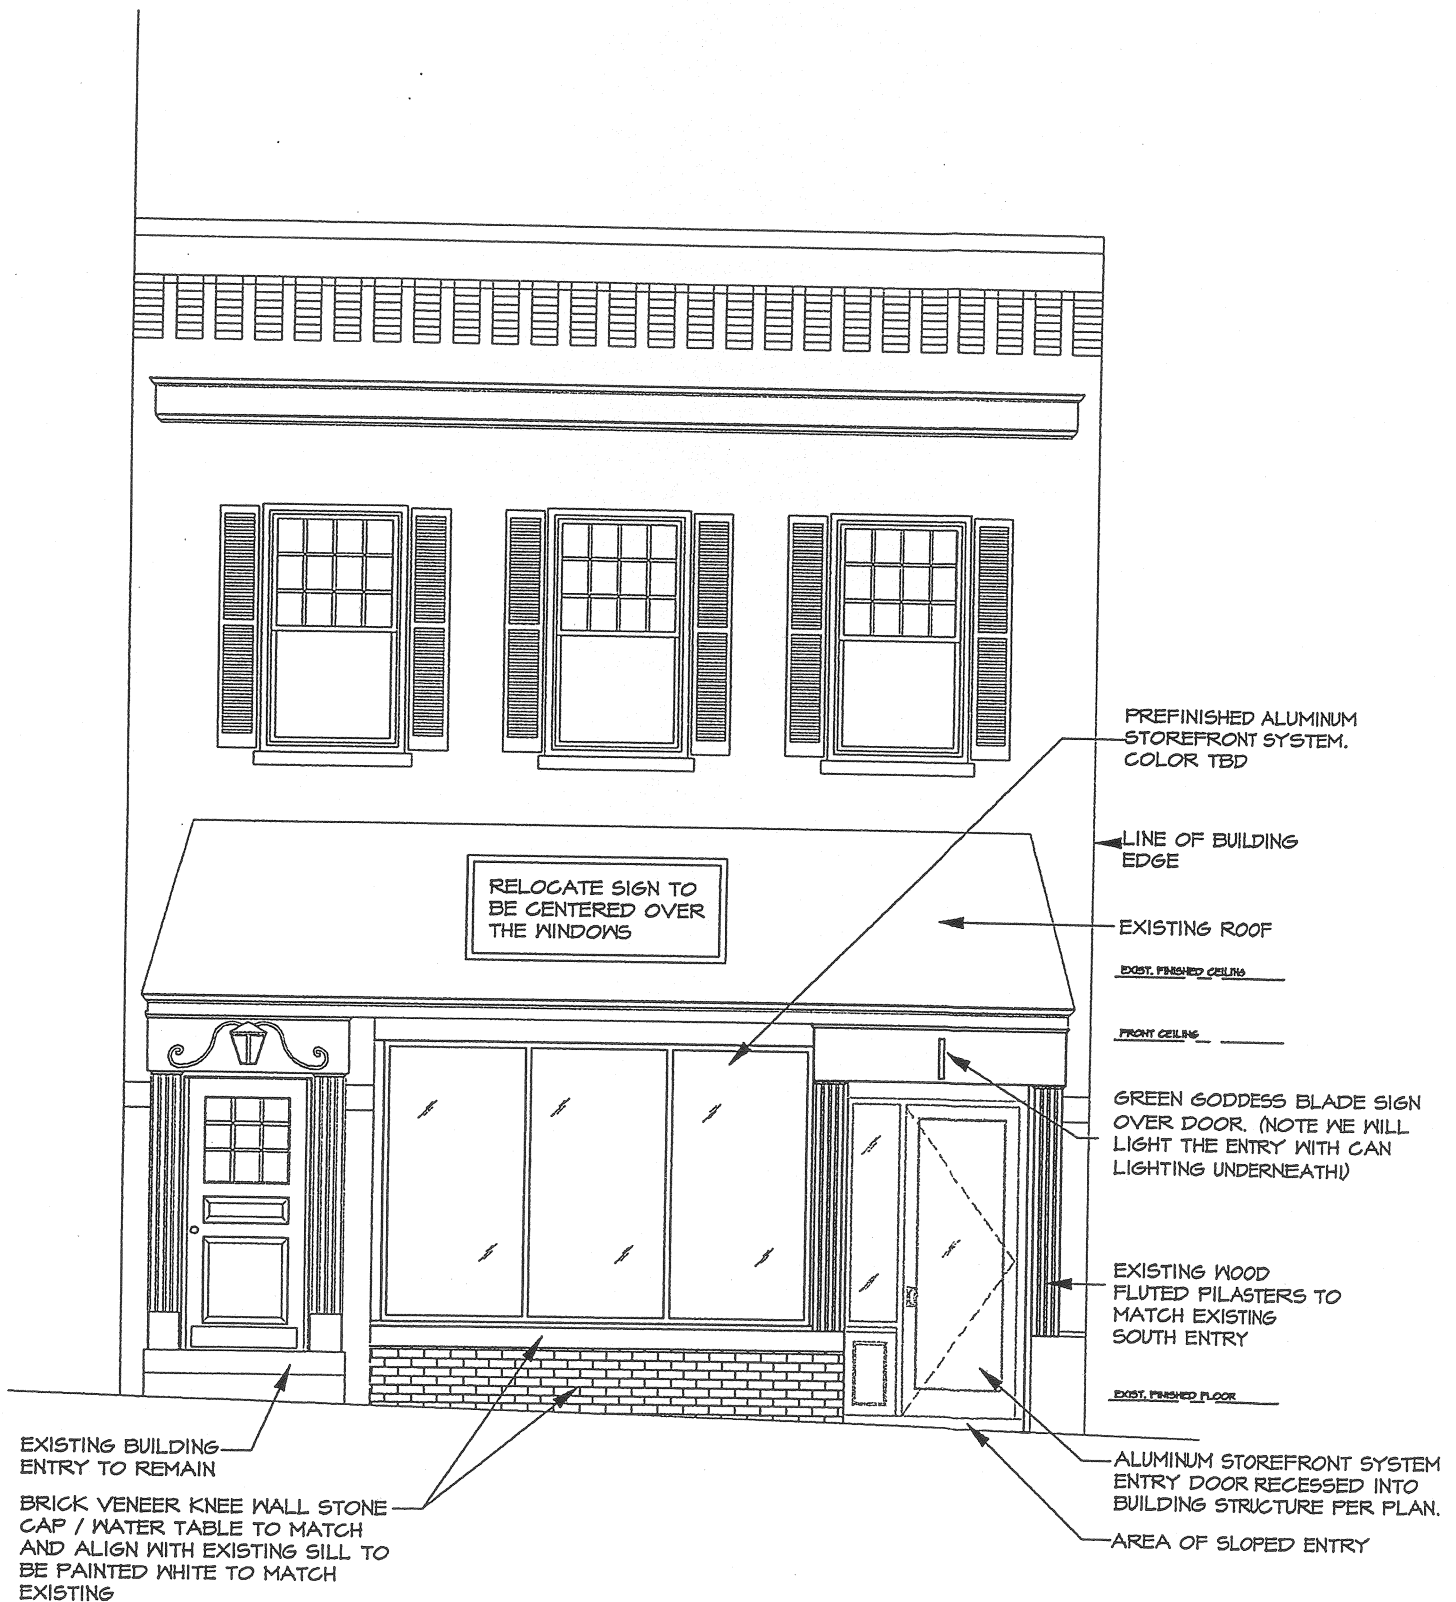 PREFINISHED ALUMINUM
STOREFRONT SYSTEM.
COLOR TBD
LINE OF BUILDING
EDGE
RELOCATE SIGN TO
BE CENTERED OVER
THE WINDOWS
EXISTING ROOF
EXIST. FINISHED CEILING
FRONT CEILING
GREEN GODDESS BLADE SIGN
OVER DOOR. (NOTE WE WILL
LIGHT THE ENTRY WITH CAN
LIGHTING UNDERNEATH!)
EXISTING WOOD
FLUTED PILASTERS TO
MATCH EXISTING
SOUTH ENTRY
EXIST. FINISHED FLOOR
EXISTING BUILDING
ENTRY TO REMAIN
BRICK VENEER KNEE WALL STONE
CAP / WATER TABLE TO MATCH
AND ALIGN WITH EXISTING SILL TO
BE PAINTED WHITE TO MATCH
EXISTING
ALUMINUM STOREFRONT SYSTEM
ENTRY DOOR RECESSED INTO
BUILDING STRUCTURE PER PLAN.
AREA OF SLOPED ENTRY